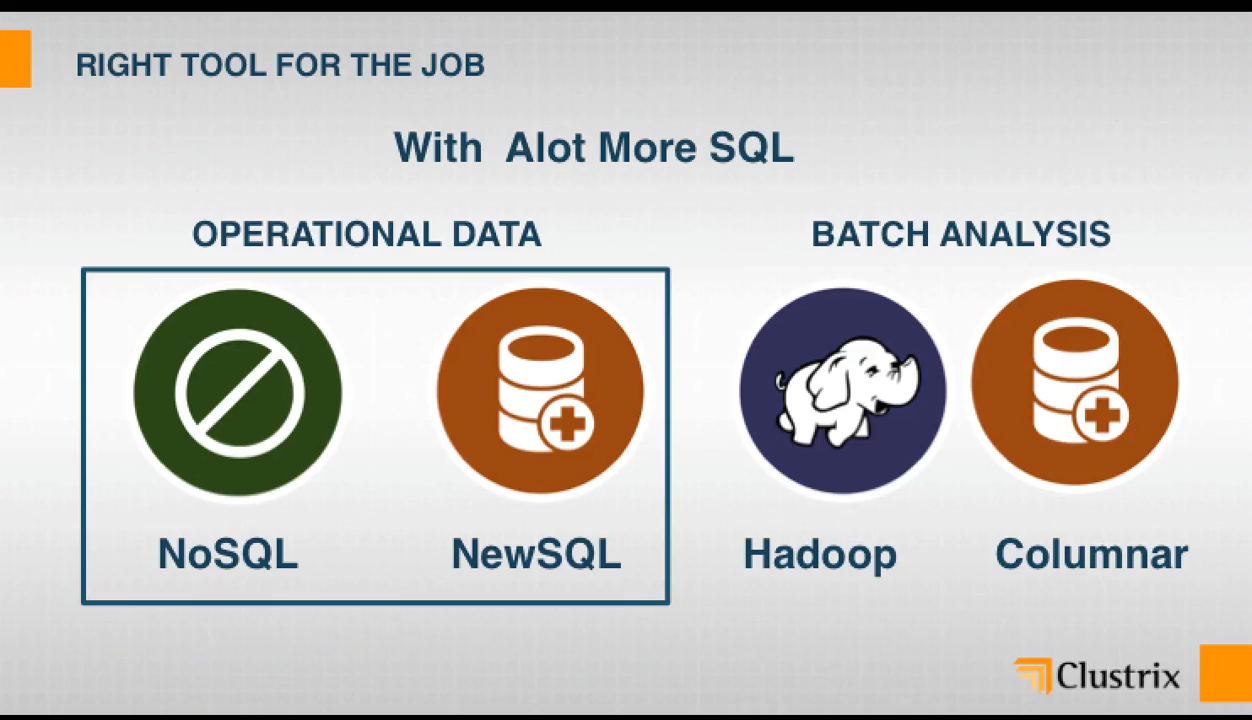 RIGHT TOOL FOR THE JOB
With Alot More SQL
OPERATIONAL DATA
BATCH ANALYSIS
NoSQL
NewSQL
Hadoop
Columnar
Clustrix